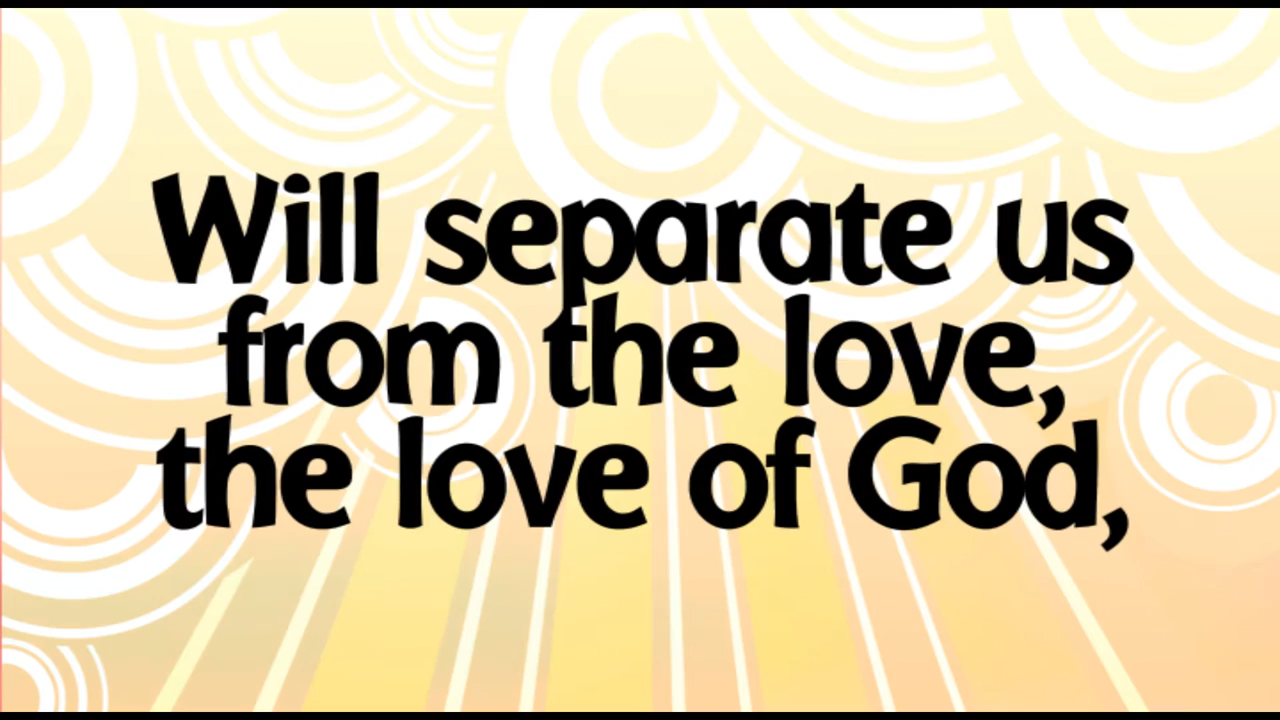 Will separate us
from the love,
the love of God,